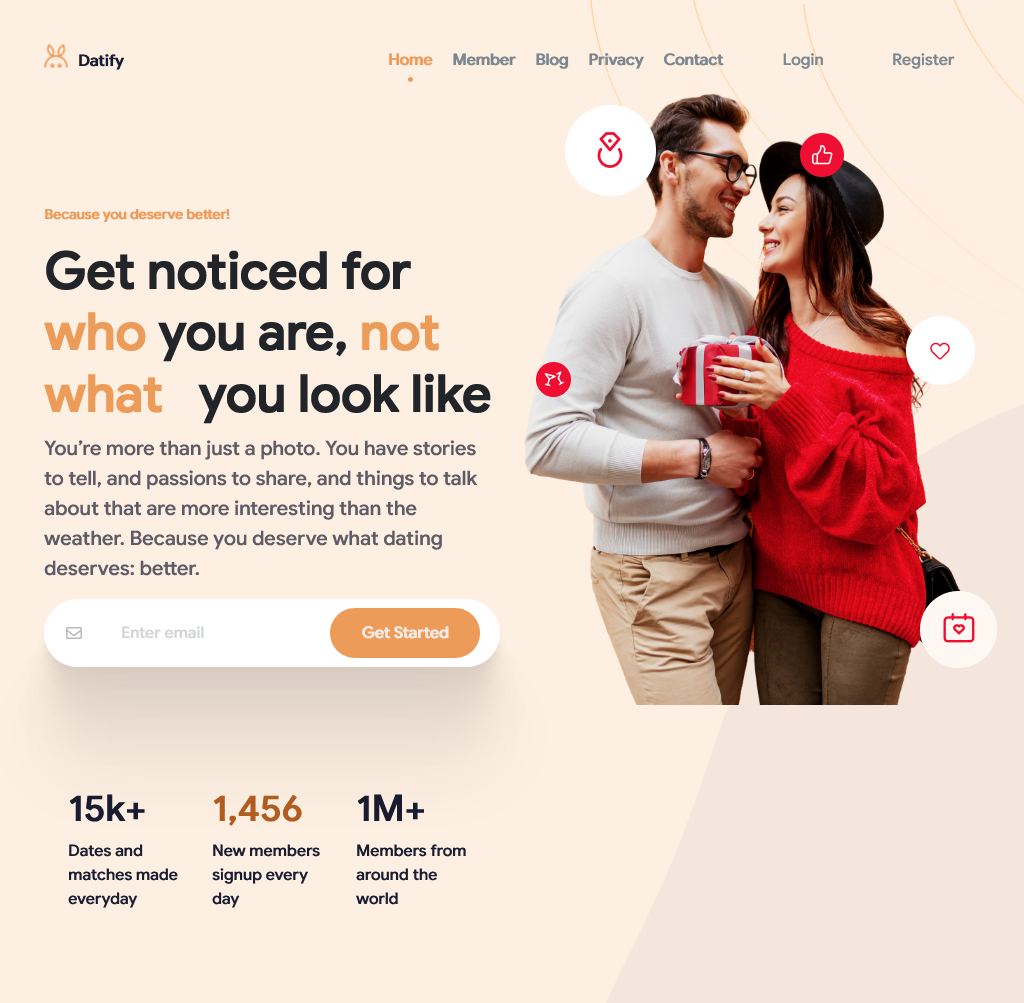 Datify
Home Member Blog Privacy Contact Login Register
Because you deserve better!
Get noticed for
who you are, not
what you look like
You’re more than just a photo. You have stories
to tell, and passions to share, and things to talk
about that are more interesting than the
weather. Because you deserve what dating
deserves: better.
Enter email Get Started
15k+
Dates and
matches made
everyday
1,456
New members
signup every
day
1M+
Members from
around the
world